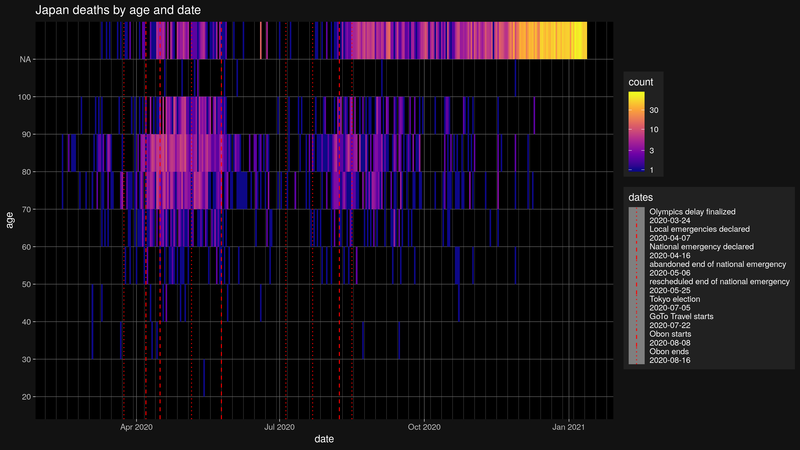 Japan deaths by age and date
age
NA
100
90
80
70
60
50
40
30
20
Apr 2020
Jul 2020
Oct 2020
Jan 2021
date
count
30
10
3
1
dates
Olympics delay finalized
2020-03-24
Local emergencies declared
2020-04-07
National emergency declared
2020-04-16
abandoned end of national emergency
2020-05-06
rescheduled end of national emergency
2020-05-25
Tokyo election
2020-07-05
GoTo Travel starts
2020-07-22
Obon starts
2020-08-08
Obon ends
2020-08-16